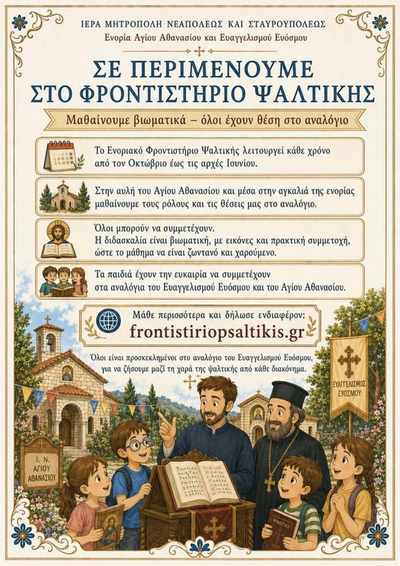 ΙΕΡΑ ΜΗΤΡΟΠΟΛΗ ΝΕΑΠΟΛΕΩΣ ΚΑΙ ΣΤΑΥΡΟΥΠΟΛΕΩΣ
Ενορία Αγίου Αθανασίου και Ευαγγελισμού Ευόσμου
ΣΕ ΠΕΡΙΜΕΝΟΥΜΕ
ΣΤΟ ΦΡΟΝΤΙΣΤΗΡΙΟ ΨΑΛΤΙΚΗΣ
Μαθαίνουμε βιωματικά – όλοι έχουν θέση στο αναλόγιο
Το Ενοριακό Φροντιστήριο Ψαλτικής λειτουργεί κάθε χρόνο
από τον Οκτώβριο έως τις αρχές Ιουνίου.
Στην αυλή του Αγίου Αθανασίου και μέσα στην αγκαλιά της ενορίας
μαθαίνουμε τους ρόλους και τις θέσεις μας στο αναλόγιο.
Όλοι μπορούν να συμμετέχουν.
Η διδασκαλία είναι βιωματική, με εικόνες και πρακτική συμμετοχή,
ώστε το μάθημα να είναι ζωντανό και χαρούμενο.
Τα παιδιά έχουν την ευκαιρία να συμμετέχουν
στα αναλόγια του Ευαγγελισμού Ευόσμου και του Αγίου Αθανασίου.
Μάθε περισσότερα και δήλωσε ενδιαφέρον:
frontistiriopsaltikis.gr
Όλοι είναι προσκεκλημένοι στο αναλόγιο του Ευαγγελισμού Ευόσμου,
για να ζήσουμε μαζί τη χαρά της ψαλτικής από κάθε διακόνημα.
ΕΥΑΓΓΕΛΙΣΜΟΣ
ΕΥΟΣΜΟΥ
Ι. Ν.
ΑΓΙΟΥ
ΑΘΑΝΑΣΙΟΥ